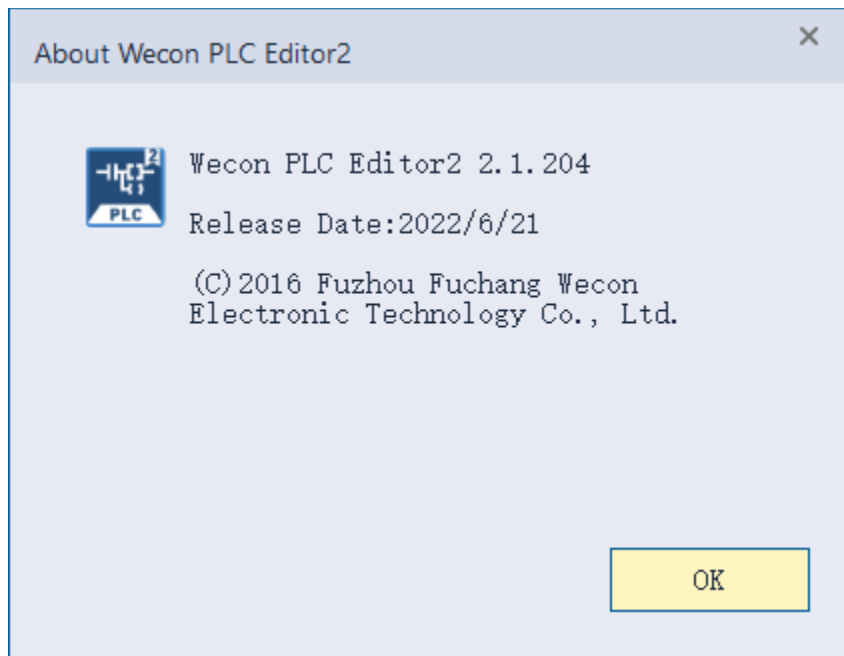 About Wecon PLC Editor2
2
PLC
Wecon PLC Editor2 2.1.204
Release Date:2022/6/21
(C)2016 Fuzhou Fuchang Wecon
Electronic Technology Co., Ltd.
OK